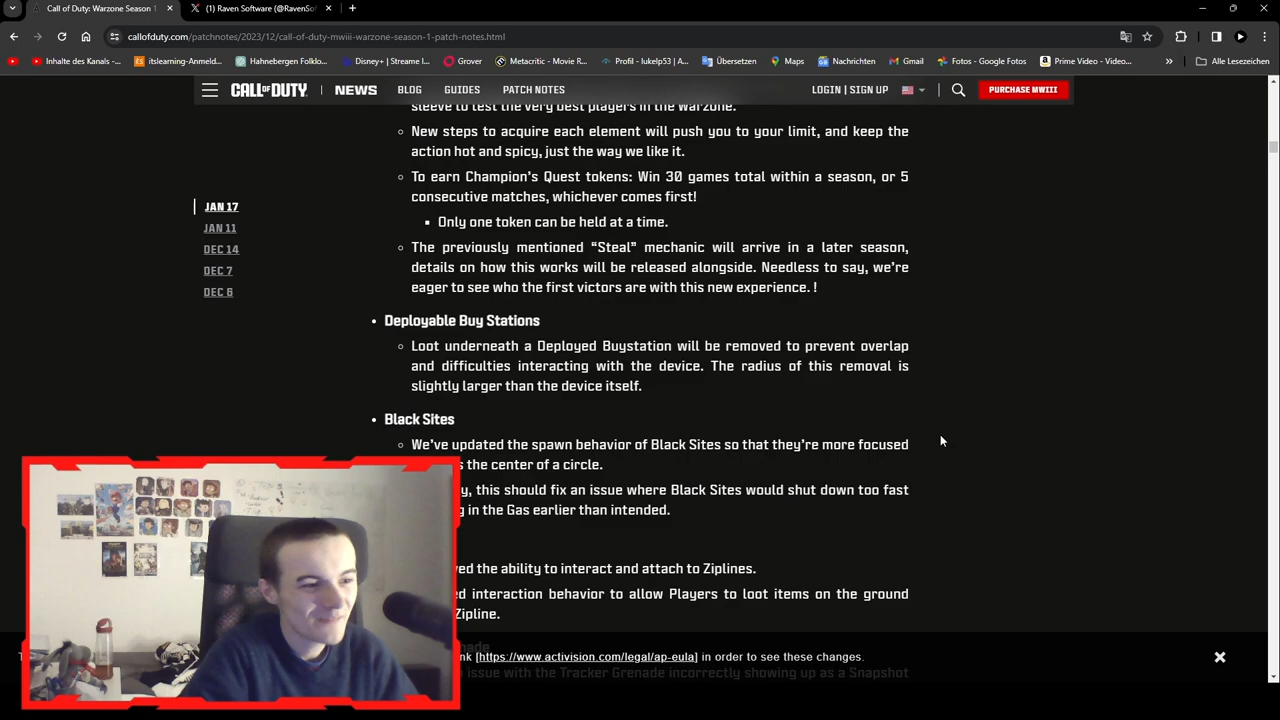 Call of Duty: Warzone Season 1
(1) Raven Software (@RavenSof
callofduty.com/patchnotes/2023/12/call-of-duty-mwiii-warzone-season-1-patch-notes.html
Inhalte des Kanals -...
itslearning-Anmeld...
Hahnebergen Folklo...
Disney+ | Streame I...
Grover
Metacritic - Movie R...
Profil - lukelp53 | A...
Übersetzen
Maps
Nachrichten
Gmail
Fotos - Google Fotos
Prime Video - Video...
»
Alle Lesezeichen
CALL OF DUTY
NEWS
BLOG
GUIDES
PATCH NOTES
LOGIN | SIGN UP
PURCHASE MWIII
sleeve to test the very best players in the Warzone.
New steps to acquire each element will push you to your limit, and keep the
action hot and spicy, just the way we like it.
To earn Champion's Quest tokens: Win 30 games total within a season, or 5
consecutive matches, whichever comes first!
Only one token can be held at a time.
The previously mentioned “Steal” mechanic will arrive in a later season,
details on how this works will be released alongside. Needless to say, we're
eager to see who the first victors are with this new experience. !
JAN 17
JAN 11
DEC 14
DEC 7
DEC 6
Deployable Buy Stations
Loot underneath a Deployed Buystation will be removed to prevent overlap
and difficulties interacting with the device. The radius of this removal is
slightly larger than the device itself.
Black Sites
We've updated the spawn behavior of Black Sites so that they're more focused
the center of a circle.
this should fix an issue where Black Sites would shut down too fast
in the Gas earlier than intended.
the ability to interact and attach to Ziplines.
interaction behavior to allow Players to loot items on the ground
Zipline.
[https://www.activision.com/legal/ap-eula] in order to see these changes.
issue with the Tracker Grenade incorrectly showing up as a Snapshot